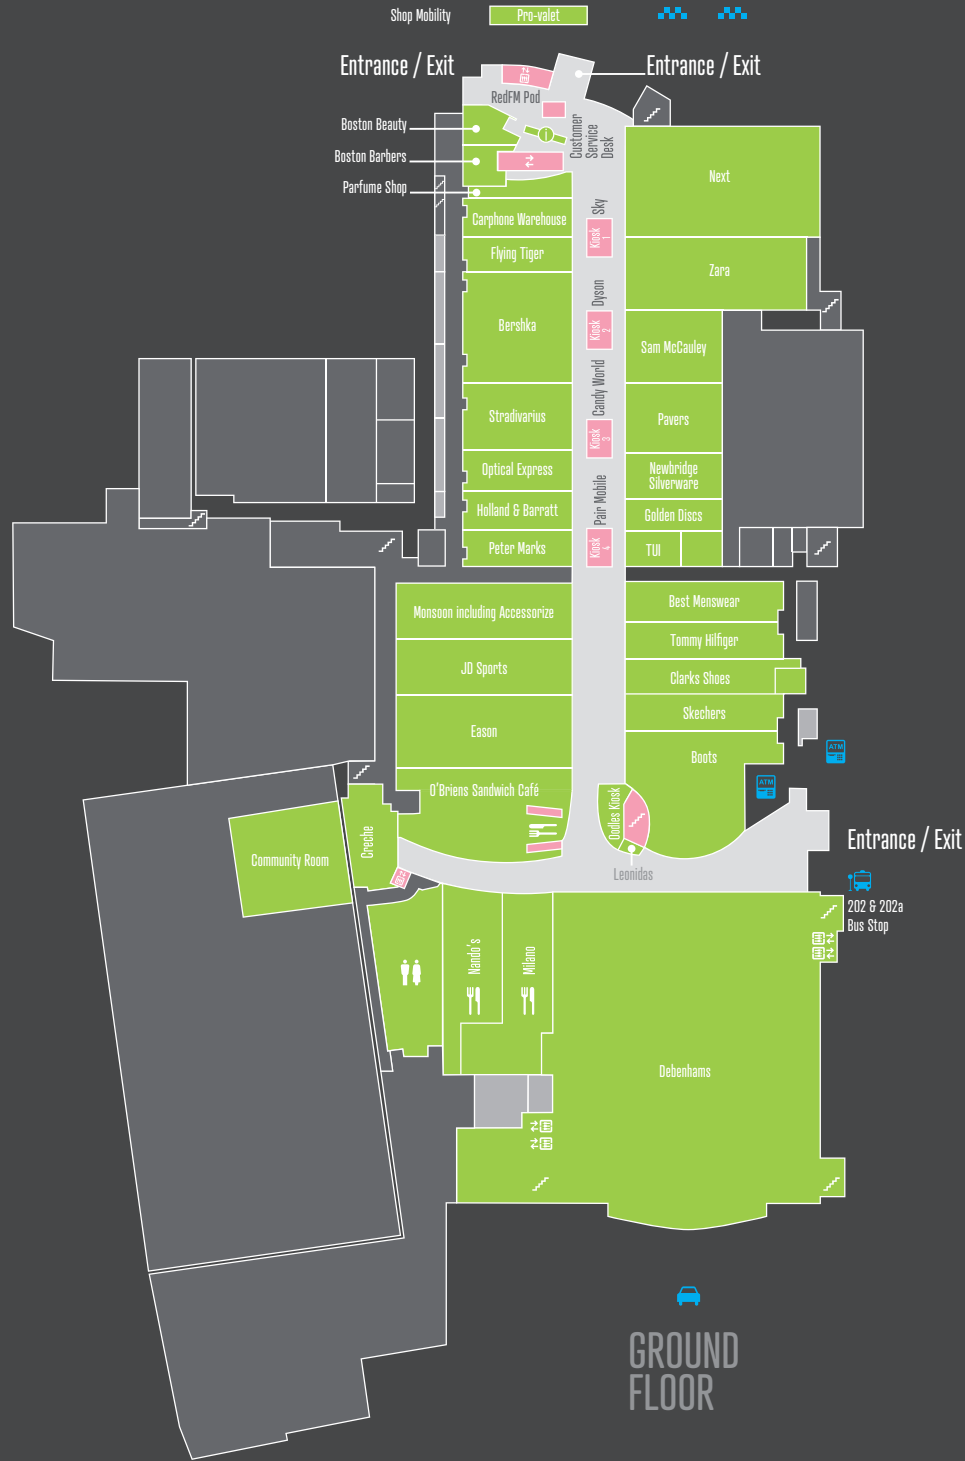 Shop Mobility
Pro-valet
Entrance / Exit
Entrance / Exit
RedFM Pod
Boston Beauty
Customer
Service
Desk
i
Boston Barbers
Parfume Shop
Next
Carphone Warehouse
Sky
Kiosk
1
Flying Tiger
Zara
Dyson
Bershka
Kiosk
2
Sam McCauley
Candy World
Stradivarius
Kiosk
3
Pavers
Optical Express
Newbridge
Silverware
Pair Mobile
Holland & Barratt
Golden Discs
Peter Marks
Kiosk
4
TUI
Monsoon including Accessorize
Best Menswear
Tommy Hilfiger
JD Sports
Clarks Shoes
Eason
Skechers
Boots
ATM
ATM
O'Briens Sandwich Café
Oodles Kiosk
Creche
Community Room
Leonidas
Entrance / Exit
202 & 202a
Bus Stop
Nando's
Milano
Debenhams
GROUND
FLOOR